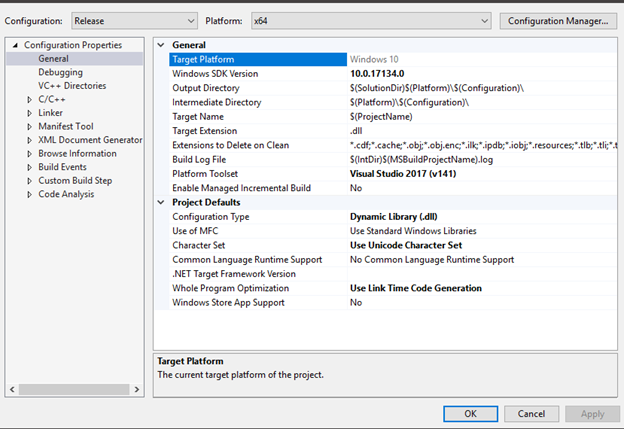 Configuration: Release Platform: x64 Configuration Manager...
Configuration Properties
General
Debugging
VC++ Directories
C/C++
Linker
Manifest Tool
XML Document Generator
Browse Information
Build Events
Custom Build Step
Code Analysis
General
Target Platform Windows 10
Windows SDK Version 10.0.17134.0
Output Directory $(SolutionDir)$(Platform)\$(Configuration)\
Intermediate Directory $(Platform)\$(Configuration)\
Target Name $(ProjectName)
Target Extension .dll
Extensions to Delete on Clean *.cdf;*.cache;*.obj;*.obj.enc;*.ilk;*.ipdb;*.iobj;*.resources;*.tlb;*.tli;*.t
Build Log File $(IntDir)$(MSBuildProjectName).log
Platform Toolset Visual Studio 2017 (v141)
Enable Managed Incremental Build No
Project Defaults
Configuration Type Dynamic Library (.dll)
Use of MFC Use Standard Windows Libraries
Character Set Use Unicode Character Set
Common Language Runtime Support No Common Language Runtime Support
.NET Target Framework Version
Whole Program Optimization Use Link Time Code Generation
Windows Store App Support No
Target Platform
The current target platform of the project.
OK Cancel Apply